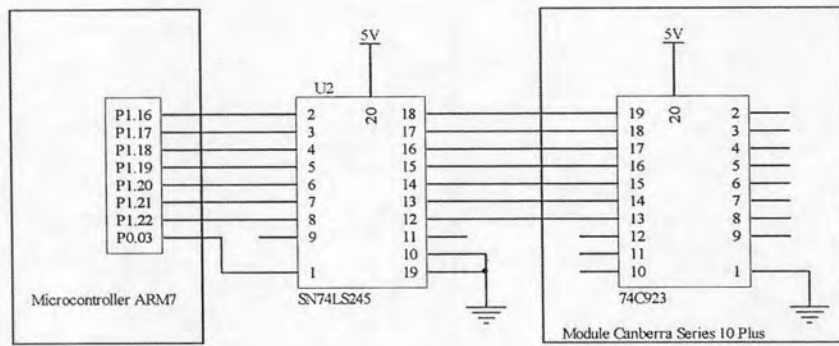 5V
5V
U2
20
20
P1.16
P1.17
P1.18
P1.19
P1.20
P1.21
P1.22
P0.03
2
3
4
5
6
7
8
9
1
18
17
16
15
14
13
12
11
10
19
19
18
17
16
15
14
13
12
11
10
2
3
4
5
6
7
8
9
1
Microcontroller ARM7
SN74LS245
74C923
Module Canberra Series 10 Plus